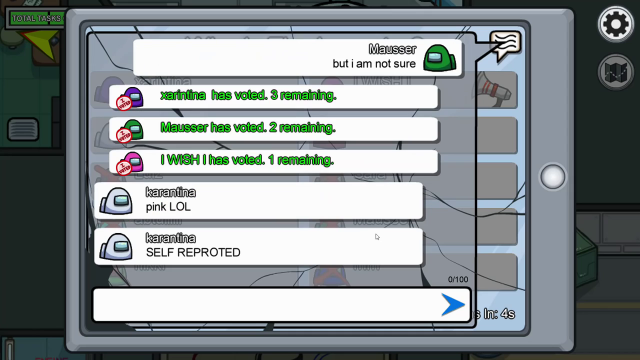 TOTAL TASKS
Mausser
but i am not sure
xarintina has voted. 3 remaining.
Mausser has voted. 2 remaining.
I WISH I has voted. 1 remaining.
karantina
pink LOL
karantina
SELF REPROTED
0/100
s In: 4s